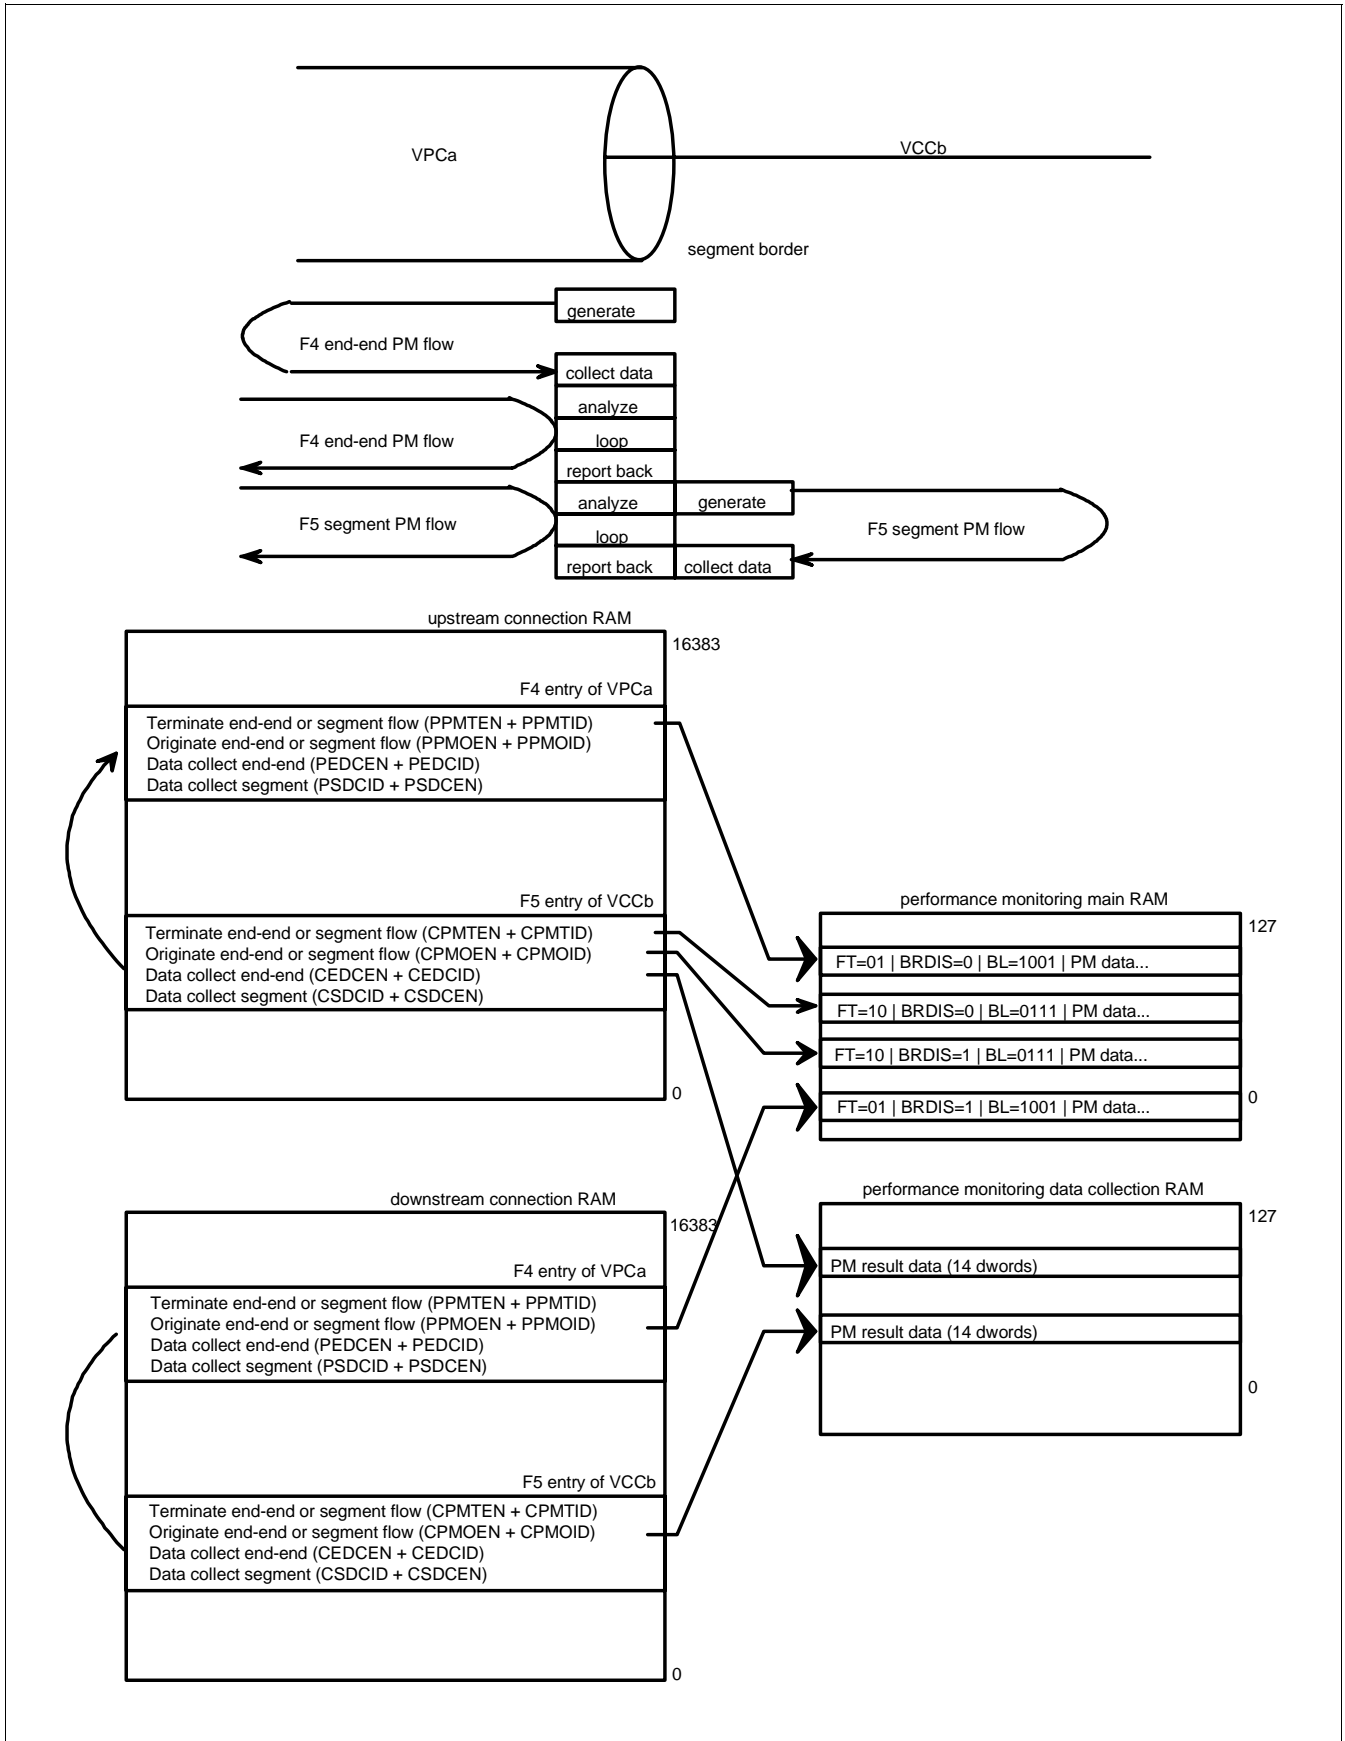 VPCa
VCCb
segment border
generate
F4 end-end PM flow
collect data
analyze
F4 end-end PM flow
loop
report back
analyze
generate
F5 segment PM flow
F5 segment PM flow
loop
report back
collect data
upstream connection RAM
16383
F4 entry of VPCa
Terminate end-end or segment flow (PPMTEN + PPMTID)
Originate end-end or segment flow (PPMOEN + PPMOID)
Data collect end-end (PEDCEN + PEDCID)
Data collect segment (PSDCID + PSDCEN)
F5 entry of VCCb
Terminate end-end or segment flow (CPMTEN + CPMTID)
Originate end-end or segment flow (CPMOEN + CPMOID)
Data collect end-end (CEDCEN + CEDCID)
Data collect segment (CSDCID + CSDCEN)
0
performance monitoring main RAM
127
FT=01 | BRDIS=0 | BL=1001 | PM data...
FT=10 | BRDIS=0 | BL=0111 | PM data...
FT=10 | BRDIS=1 | BL=0111 | PM data...
FT=01 | BRDIS=1 | BL=1001 | PM data...
0
downstream connection RAM
16383
F4 entry of VPCa
Terminate end-end or segment flow (PPMTEN + PPMTID)
Originate end-end or segment flow (PPMOEN + PPMOID)
Data collect end-end (PEDCEN + PEDCID)
Data collect segment (PSDCID + PSDCEN)
F5 entry of VCCb
Terminate end-end or segment flow (CPMTEN + CPMTID)
Originate end-end or segment flow (CPMOEN + CPMOID)
Data collect end-end (CEDCEN + CEDCID)
Data collect segment (CSDCID + CSDCEN)
0
performance monitoring data collection RAM
127
PM result data (14 dwords)
PM result data (14 dwords)
0